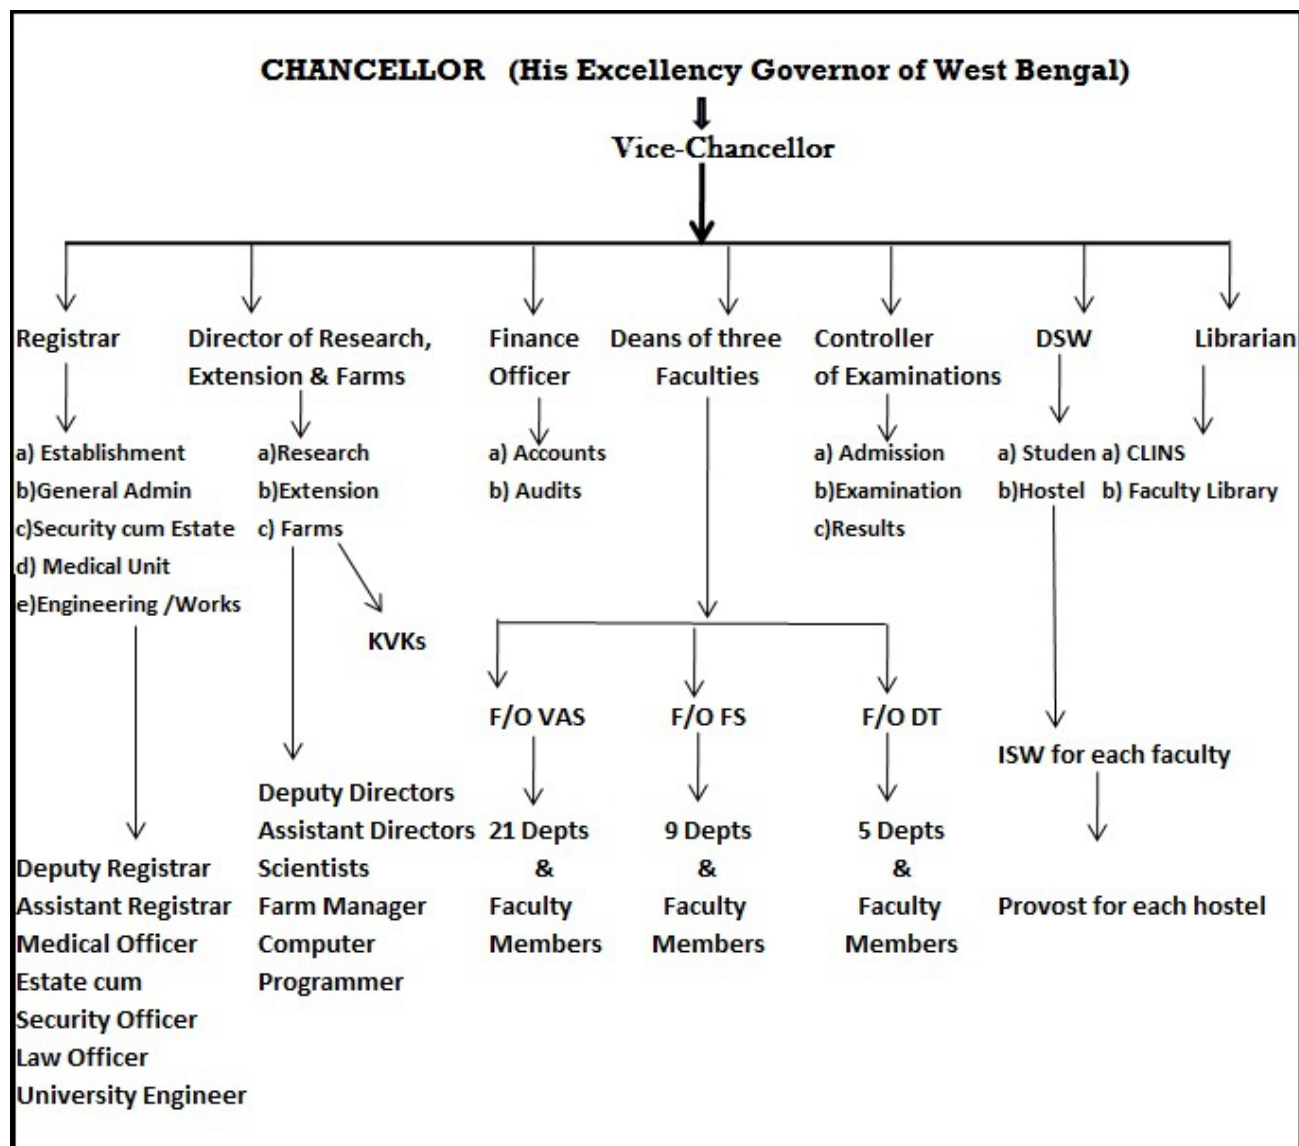 CHANCELLOR (His Excellency Governor of West Bengal)
Vice-Chancellor
Registrar
Director of Research,
Extension & Farms
Finance
Officer
Deans of three
Faculties
Controller
of Examinations
DSW
Librarian
a) Establishment
b)General Admin
c)Security cum Estate
d) Medical Unit
e)Engineering /Works
a)Research
b)Extension
c) Farms
a) Accounts
b) Audits
a) Admission
b)Examination
c)Results
a) Studen
b)Hostel
a) CLINS
b) Faculty Library
KVKs
F/O VAS
F/O FS
F/O DT
ISW for each faculty
Deputy Registrar
Assistant Registrar
Medical Officer
Estate cum
Security Officer
Law Officer
University Engineer
Deputy Directors
Assistant Directors
Scientists
Farm Manager
Computer
Programmer
21 Depts
&
Faculty
Members
9 Depts
&
Faculty
Members
5 Depts
&
Faculty
Members
Provost for each hostel